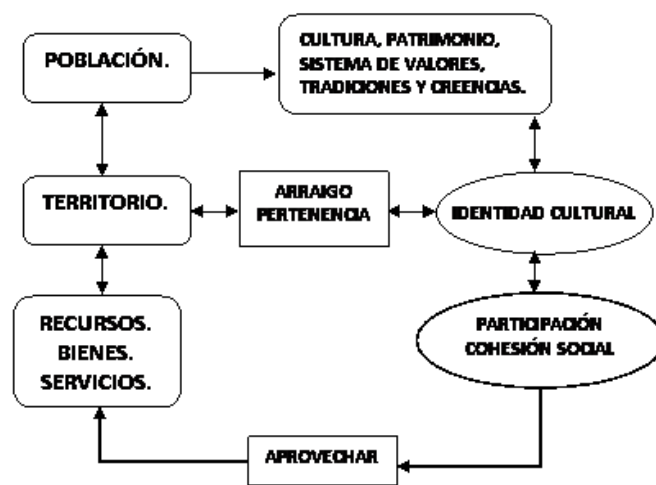 POBLACIÓN.
CULTURA, PATRIMONIO,
SISTEMA DE VALORES,
TRADICIONES Y CREENCIAS.
TERRITORIO.
ARRAIGO
PERTENENCIA
IDENTIDAD CULTURAL
RECURSOS.
BIENES.
SERVICIOS.
PARTICIPACIÓN
COHESIÓN SOCIAL
APROVECHAR